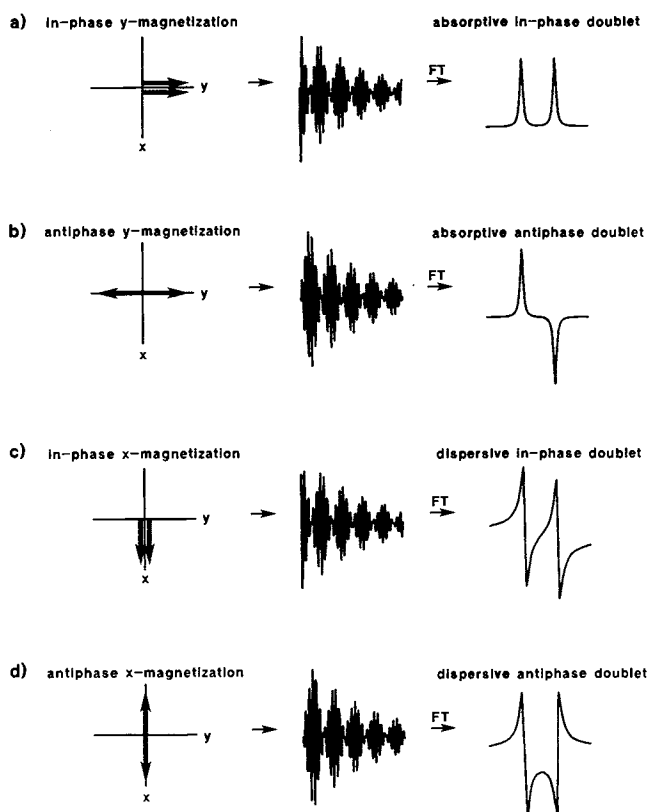 a) in-phase y-magnetization absorptive in-phase doublet
y FT
x
b) antiphase y-magnetization absorptive antiphase doublet
y FT
x
c) in-phase x-magnetization dispersive in-phase doublet
y FT
x
d) antiphase x-magnetization dispersive antiphase doublet
y FT
x